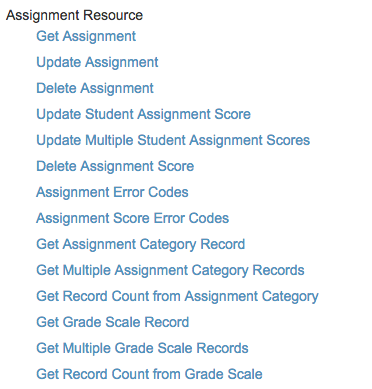 Assignment Resource
Get Assignment
Update Assignment
Delete Assignment
Update Student Assignment Score
Update Multiple Student Assignment Scores
Delete Assignment Score
Assignment Error Codes
Assignment Score Error Codes
Get Assignment Category Record
Get Multiple Assignment Category Records
Get Record Count from Assignment Category
Get Grade Scale Record
Get Multiple Grade Scale Records
Get Record Count from Grade Scale